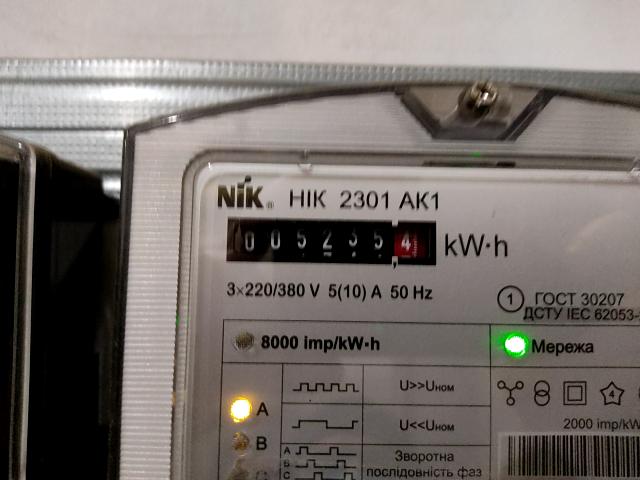 NiK® НІК 2301 АК1
0052354 kW·h
3×220/380 V 5(10) A 50 Hz
1 ГОСТ 30207
ДСТУ IEC 62053-
8000 imp/kW·h
Мережа
A
U>>Uном
B
U<<Uном
4
2000 imp/kW
А
Б
С
Зворотна
послідовність фаз